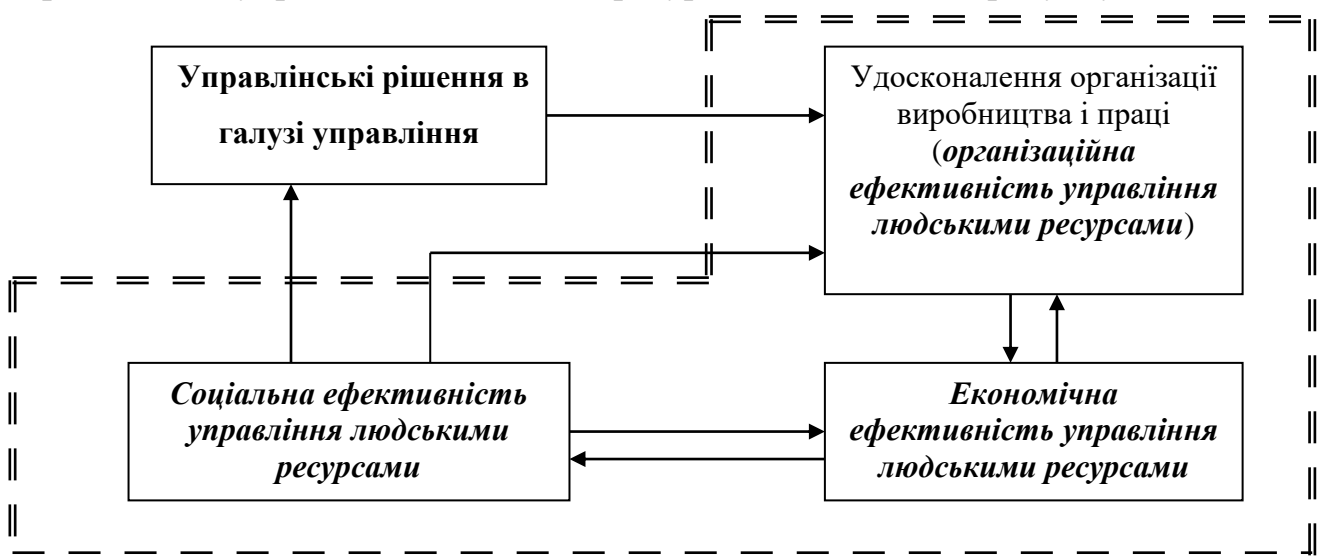 Управлінські рішення в
галузі управління
Удосконалення організації
виробництва і праці
(організаційна
ефективність управління
людськими ресурсами)
Соціальна ефективність
управління людськими
ресурсами
Економічна
ефективність управління
людськими ресурсами